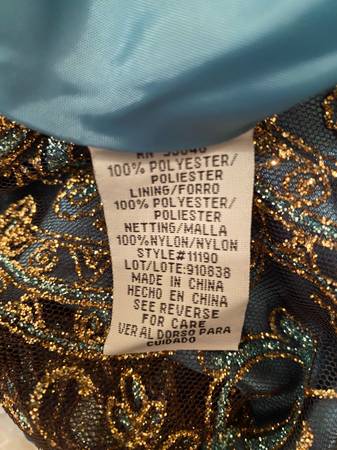 100% POLYESTER/
POLIESTER
LINING/FORRO
100% POLYESTER/
POLIESTER
NETTING/MALLA
100%NYLON/NYLON
STYLE#11190
LOT/LOTE:910838
MADE IN CHINA
HECHO EN CHINA
SEE REVERSE
FOR CARE
VER AL DORSO PARA
CUIDADO